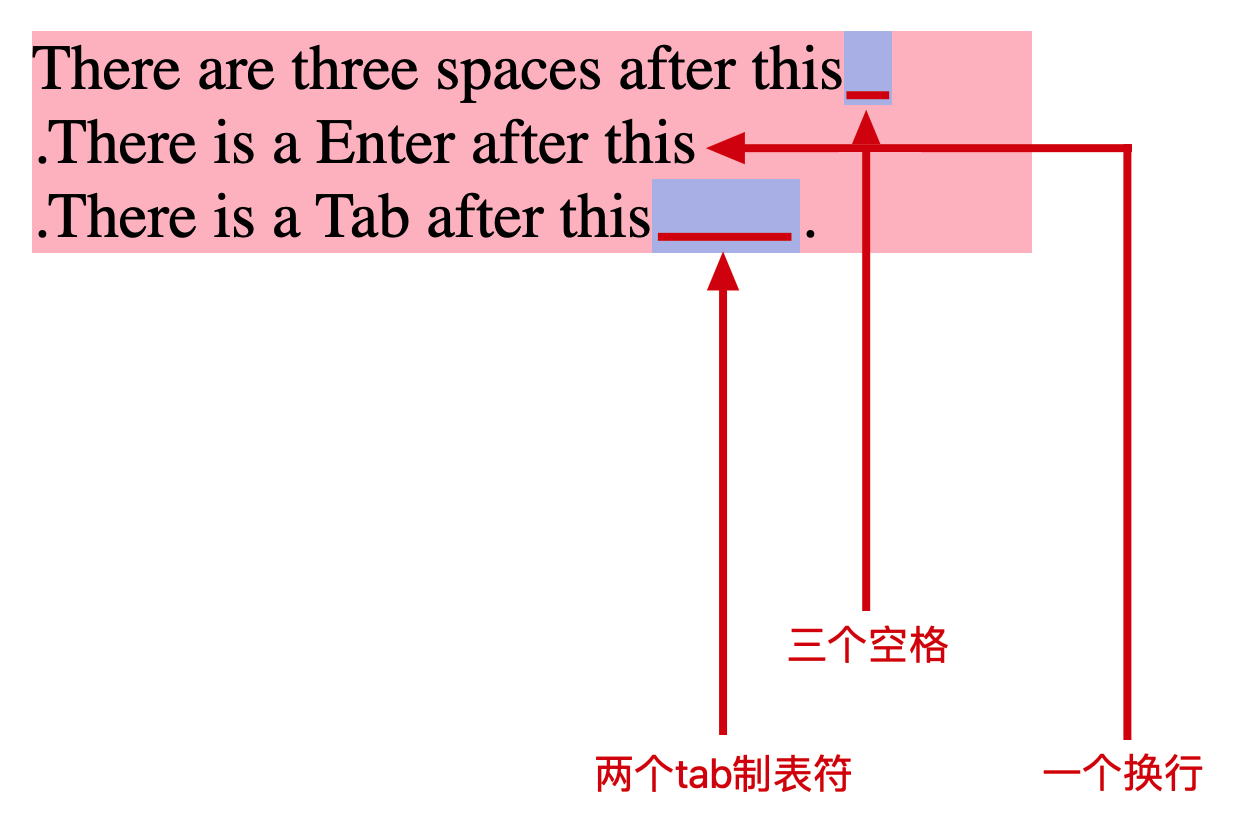 There are three spaces after this
.There is a Enter after this
.There is a Tab after this .
三个空格
两个tab制表符
一个换行